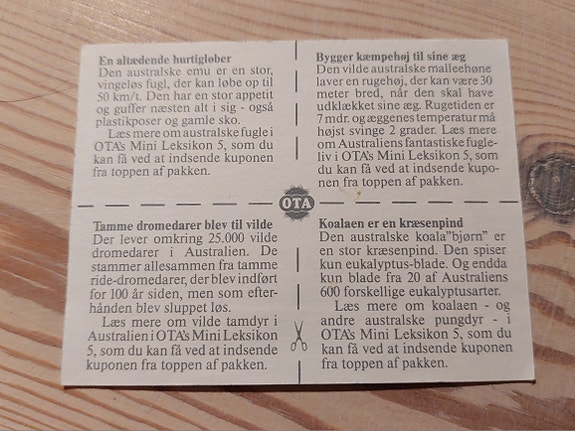 En altædende hurtigløber
Den australske emu er en stor,
vingeløs fugl, der kan løbe op til
50 km/t. Den har en stor appetit
og guffer næsten alt i sig - også
plastikposer og gamle sko.
Læs mere om australske fugle i
OTA's Mini Leksikon 5, som du
kan få ved at indsende kuponen
fra toppen af pakken.
Bygger kæmpehøj til sine æg
Den vilde australske malleehöne
laver en rugehøj, der kan være 30
meter bred, når den skal have
udklækket sine æg. Rugetiden er
7 mdr. og æggenes temperatur må
højst svinge 2 grader. Læs mere
om Australiens fantastiske fugle-
liv i OTA's Mini Leksikon 5, som
du kan få ved at indsende kupo-
nen fra toppen af pakken.
OTA
Tamme dromedarer blev til vilde
Der lever omkring 25.000 vilde
dromedarer i Australien. De
stammer allesammen fra tamme
ride-dromedarer, der blev indført
for 100 år siden, men som efter-
hånden blev sluppet løs.
Læs mere om vilde tamdyr i
Australien i OTA's Mini Leksikon
5, som du kan få ved at indsende
kuponen fra toppen af pakken.
Koalaen er en kræsenpind
Den australske koala"bjørn" er
en stor kræsenpind. Den spiser
kun eukalyptus-blade. Og endda
kun blade fra 20 af Australiens
600 forskellige eukalyptusarter.
Læs mere om koalaen - og
andre australske pungdyr - i
OTA's Mini Leksikon 5, som du
kan få ved at indsende kuponen
fra toppen af pakken.